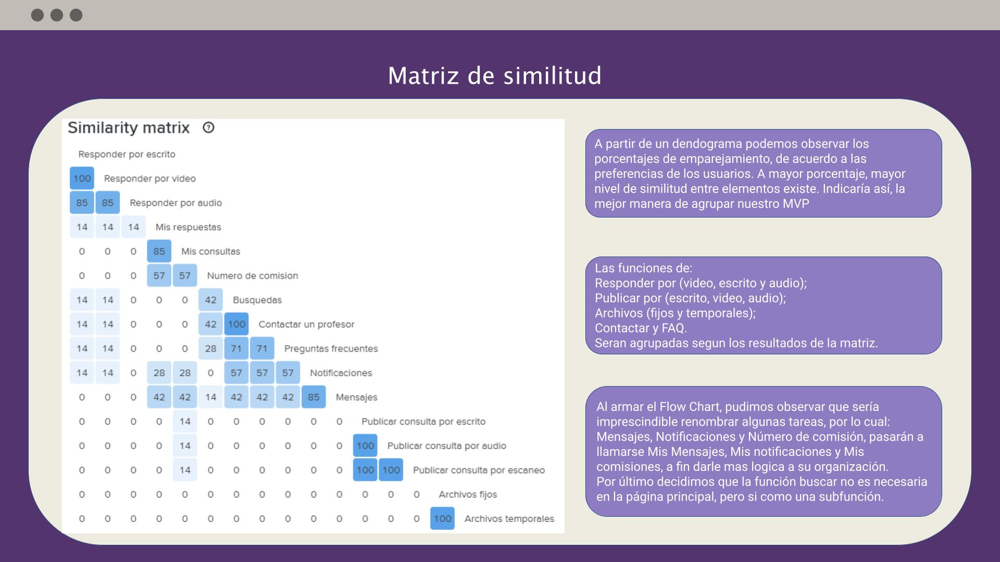 Matriz de similitud
Similarity matrix ?
Responder por escrito
100 Responder por video
85 85 Responder por audio
14 14 14 Mis respuestas
0 0 0 85 Mis consultas
0 0 0 57 57 Numero de comision
14 14 0 0 0 42 Busquedas
14 14 0 0 0 42 100 Contactar un profesor
14 14 0 0 0 28 71 71 Preguntas frecuentes
14 14 0 28 28 0 57 57 57 Notificaciones
0 0 0 42 42 14 42 42 42 85 Mensajes
0 0 0 0 14 0 0 0 0 0 0 Publicar consulta por escrito
0 0 0 0 14 0 0 0 0 0 0 100 Publicar consulta por audio
0 0 0 0 14 0 0 0 0 0 0 100 100 Publicar consulta por escaneo
0 0 0 0 0 0 0 0 0 0 0 0 0 0 Archivos fijos
0 0 0 0 0 0 0 0 0 0 0 0 0 0 100 Archivos temporales
A partir de un dendograma podemos observar los
porcentajes de emparejamiento, de acuerdo a las
preferencias de los usuarios. A mayor porcentaje, mayor
nivel de similitud entre elementos existe. Indicaría así, la
mejor manera de agrupar nuestro MVP
Las funciones de:
Responder por (video, escrito y audio);
Publicar por (escrito, video, audio);
Archivos (fijos y temporales);
Contactar y FAQ.
Seran agrupadas segun los resultados de la matriz.
Al armar el Flow Chart, pudimos observar que sería
imprescindible renombrar algunas tareas, por lo cual:
Mensajes, Notificaciones y Número de comisión, pasarán a
llamarse Mis Mensajes, Mis notificaciones y Mis
comisiones, a fin darle mas logica a su organización.
Por último decidimos que la función buscar no es necesaria
en la página principal, pero si como una subfunción.